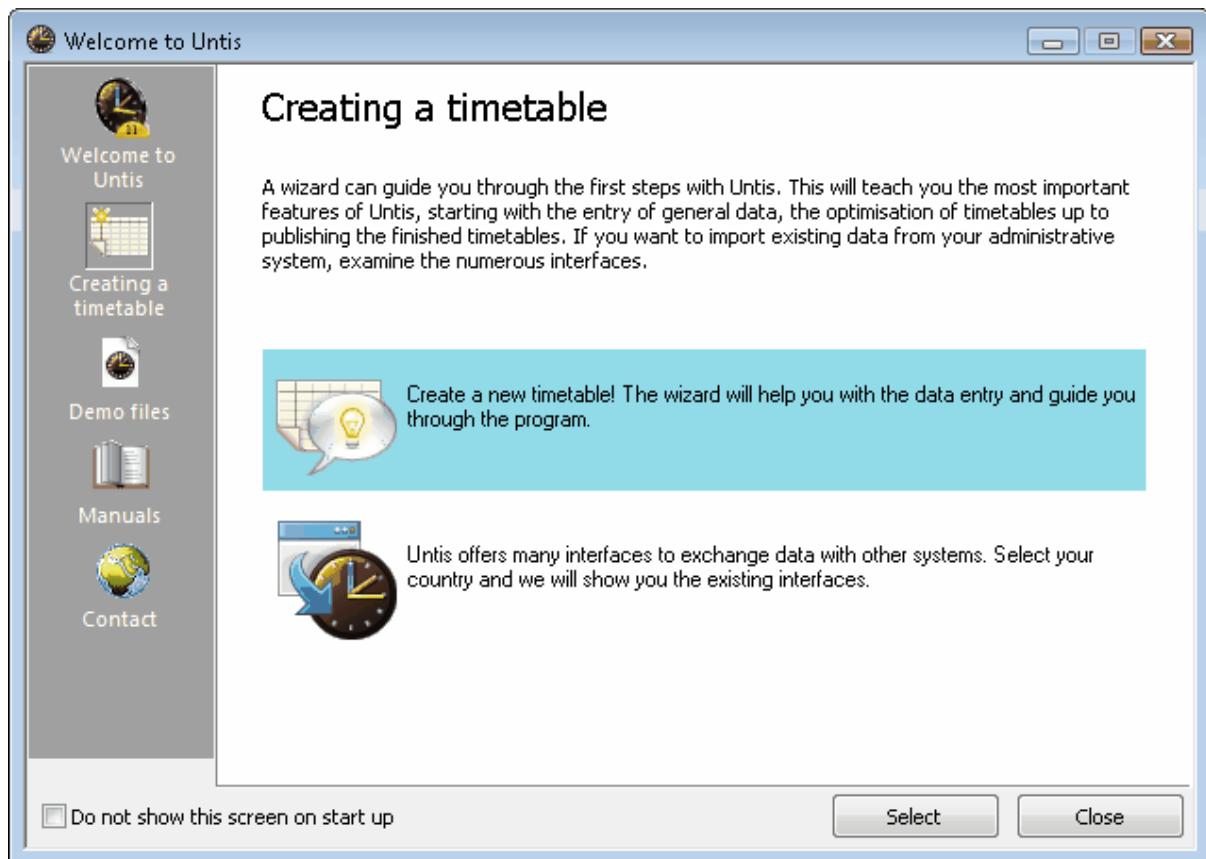 Welcome to Untis
Welcome to
Untis
Creating a
timetable
Demo files
Manuals
Contact
Creating a timetable
A wizard can guide you through the first steps with Untis. This will teach you the most important
features of Untis, starting with the entry of general data, the optimisation of timetables up to
publishing the finished timetables. If you want to import existing data from your administrative
system, examine the numerous interfaces.
Create a new timetable! The wizard will help you with the data entry and guide you
through the program.
Untis offers many interfaces to exchange data with other systems. Select your
country and we will show you the existing interfaces.
Do not show this screen on start up
Select
Close